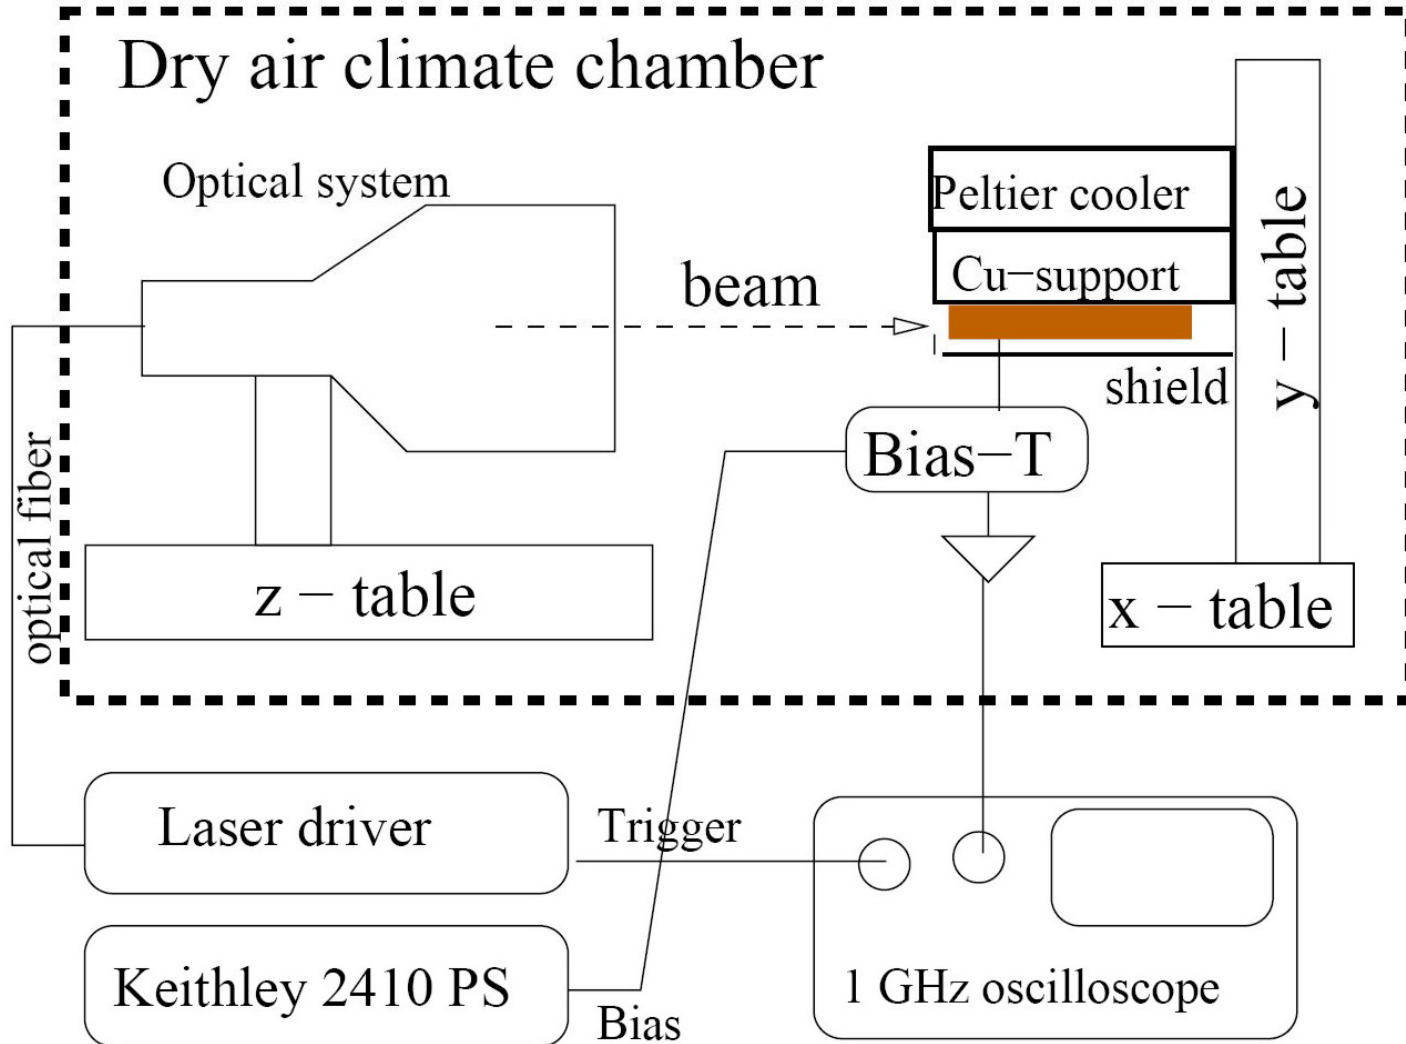 Dry air climate chamber
Optical system
Peltier cooler
Cu−support
beam
y − table
shield
Bias−T
optical fiber
z − table
x − table
Laser driver
Trigger
Keithley 2410 PS
Bias
1 GHz oscilloscope